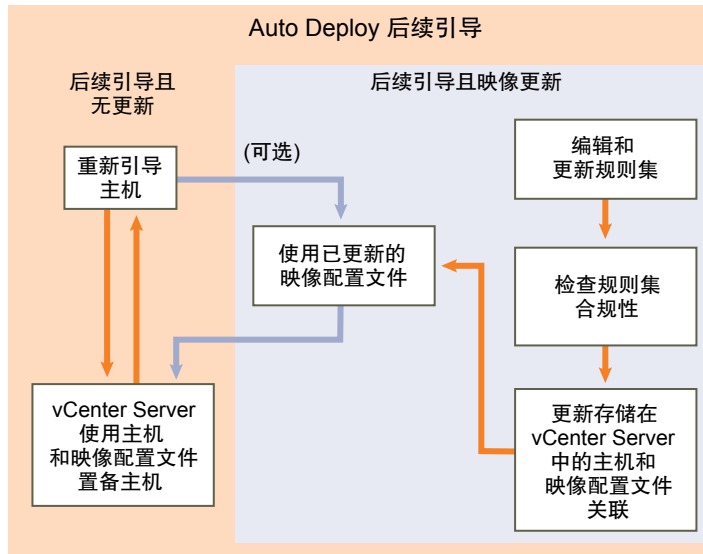 Auto Deploy 后续引导
后续引导且
无更新
后续引导且映像更新
重新引导
主机
(可选)
编辑和
更新规则集
使用已更新的
映像配置文件
检查规则集
合规性
vCenter Server
使用主机
和映像配置文件
置备主机
更新存储在
vCenter Server
中的主机和
映像配置文件
关联